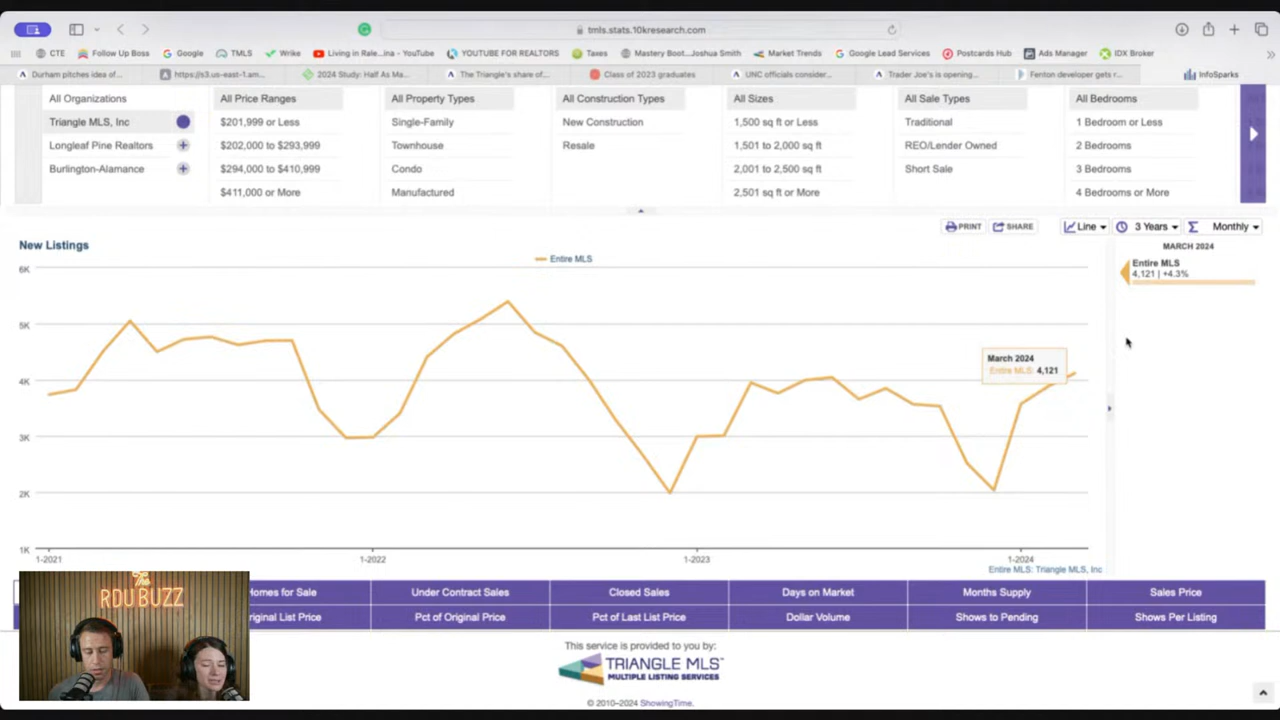 tmls.stats.10kresearch.com
CTE Follow Up Boss Google TMLS Wrike Living in Rale...ina - YouTube YOUTUBE FOR REALTORS Taxes Mastery Boot...Joshua Smith Market Trends Google Lead Services Postcards Hub Ads Manager IDX Broker
Durham pitches idea of... https://s3.us-east-1.am... 2024 Study: Half As Ma... The Triangle's share of... Class of 2023 graduates UNC officials consider... Trader Joe's is opening... Fenton developer gets r... InfoSparks
All Organizations All Price Ranges All Property Types All Construction Types All Sizes All Sale Types All Bedrooms
Triangle MLS, Inc $201,999 or Less Single-Family New Construction 1,500 sq ft or Less Traditional 1 Bedroom or Less
Longleaf Pine Realtors $202,000 to $293,999 Townhouse Resale 1,501 to 2,000 sq ft REO/Lender Owned 2 Bedrooms
Burlington-Alamance $294,000 to $410,999 Condo 2,001 to 2,500 sq ft Short Sale 3 Bedrooms
$411,000 or More Manufactured 2,501 sq ft or More 4 Bedrooms or More
PRINT SHARE Line 3 Years Monthly
New Listings
MARCH 2024
Entire MLS
Entire MLS
4,121 | +4.3%
6K
5K
March 2024
Entire MLS: 4,121
4K
3K
2K
1K
1-2021 1-2022 1-2023 1-2024
Entire MLS: Triangle MLS, Inc
Homes for Sale Under Contract Sales Closed Sales Days on Market Months Supply Sales Price
riginal List Price Pct of Original Price Pct of Last List Price Dollar Volume Shows to Pending Shows Per Listing
The
RDU BUZZ
This service is provided to you by:
TRIANGLE MLS™
MULTIPLE LISTING SERVICES
© 2010–2024 ShowingTime.